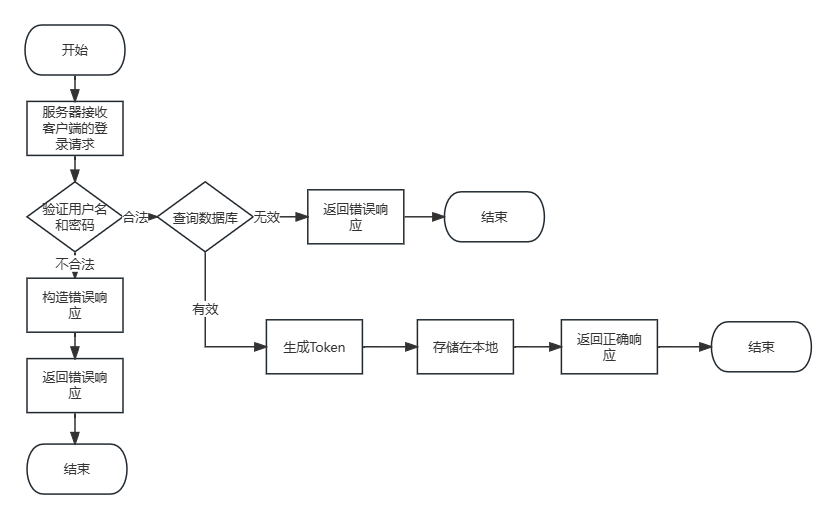 开始
服务器接收
客户端的登
录请求
验证用户名
和密码
合法
查询数据库
无效
返回错误响
应
结束
不合法
构造错误响
应
有效
生成Token
存储在本地
返回正确响
应
结束
返回错误响
应
结束